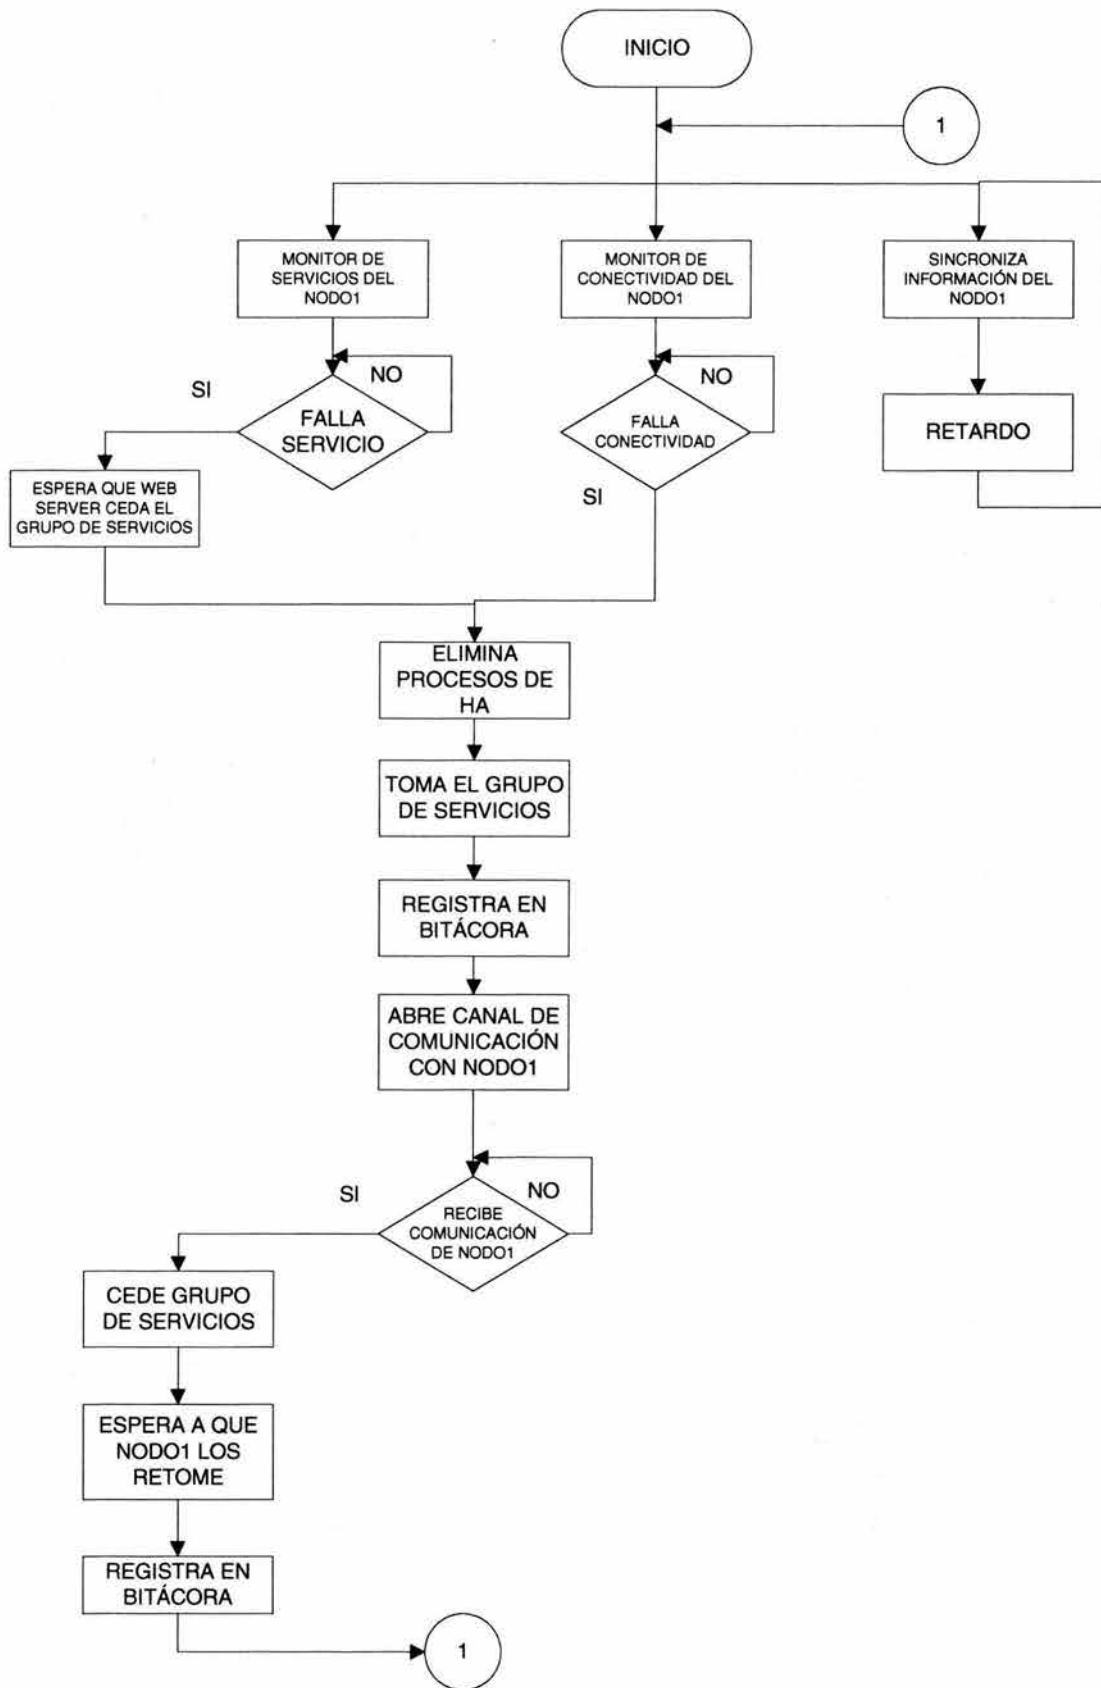 INICIO
1
MONITOR DE
SERVICIOS DEL
NODO1
MONITOR DE
CONECTIVIDAD DEL
NODO1
SINCRONIZA
INFORMACIÓN DEL
NODO1
SI
NO
FALLA
SERVICIO
NO
FALLA
CONECTIVIDAD
SI
RETARDO
ESPERA QUE WEB
SERVER CEDA EL
GRUPO DE SERVICIOS
ELIMINA
PROCESOS DE
HA
TOMA EL GRUPO
DE SERVICIOS
REGISTRA EN
BITÁCORA
ABRE CANAL DE
COMUNICACIÓN
CON NODO1
SI
NO
RECIBE
COMUNICACIÓN
DE NODO1
CEDE GRUPO
DE SERVICIOS
ESPERA A QUE
NODO1 LOS
RETOME
REGISTRA EN
BITÁCORA
1